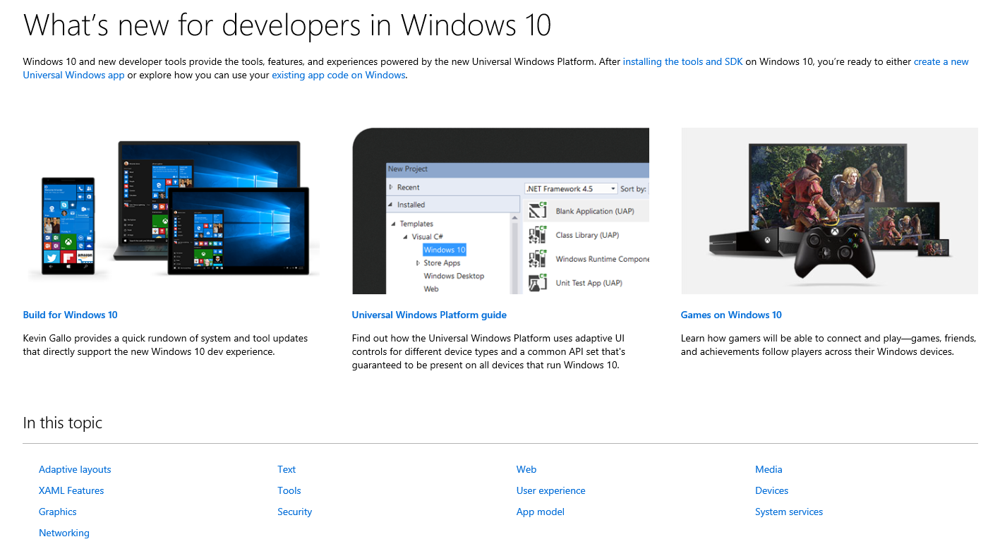 What's new for developers in Windows 10
Windows 10 and new developer tools provide the tools, features, and experiences powered by the new Universal Windows Platform. After installing the tools and SDK on Windows 10, you're ready to either create a new
Universal Windows app or explore how you can use your existing app code on Windows.
New Project
Recent
.NET Framework 4.5
Sort by:
Installed
Blank Application (UAP)
Templates
Visual C#
Class Library (UAP)
Windows 10
Store Apps
Windows Runtime Compone
Windows Desktop
Web
Unit Test App (UAP)
amazon
Build for Windows 10
Kevin Gallo provides a quick rundown of system and tool updates
that directly support the new Windows 10 dev experience.
Universal Windows Platform guide
Find out how the Universal Windows Platform uses adaptive UI
controls for different device types and a common API set that's
guaranteed to be present on all devices that run Windows 10.
Games on Windows 10
Learn how gamers will be able to connect and play—games, friends,
and achievements follow players across their Windows devices.
In this topic
Adaptive layouts
Text
Web
Media
XAML Features
Tools
User experience
Devices
Graphics
Security
App model
System services
Networking